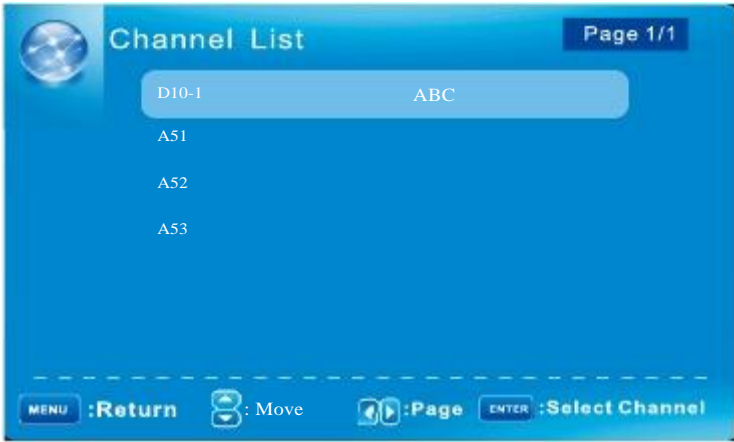 Channel List Page 1/1
D10-1 ABC
A51
A52
A53
MENU :Return : Move :Page ENTER :Select Channel